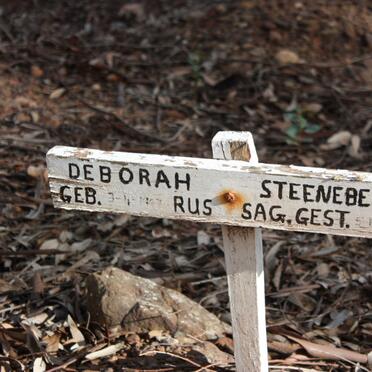 DEBORAH STEENEBE
GEB. RUS SAG. GEST.